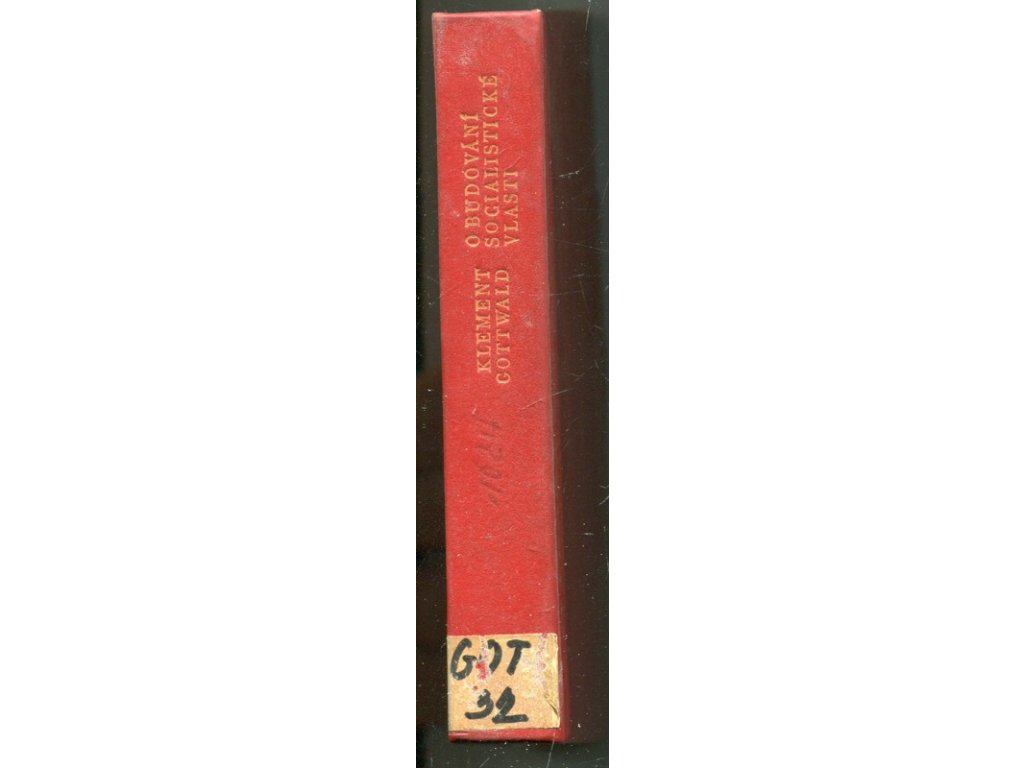 KLEMENT
GOTTWALD
O BUDOVÁNÍ
SOCIALISTICKÉ
VLASTI
GOT
32